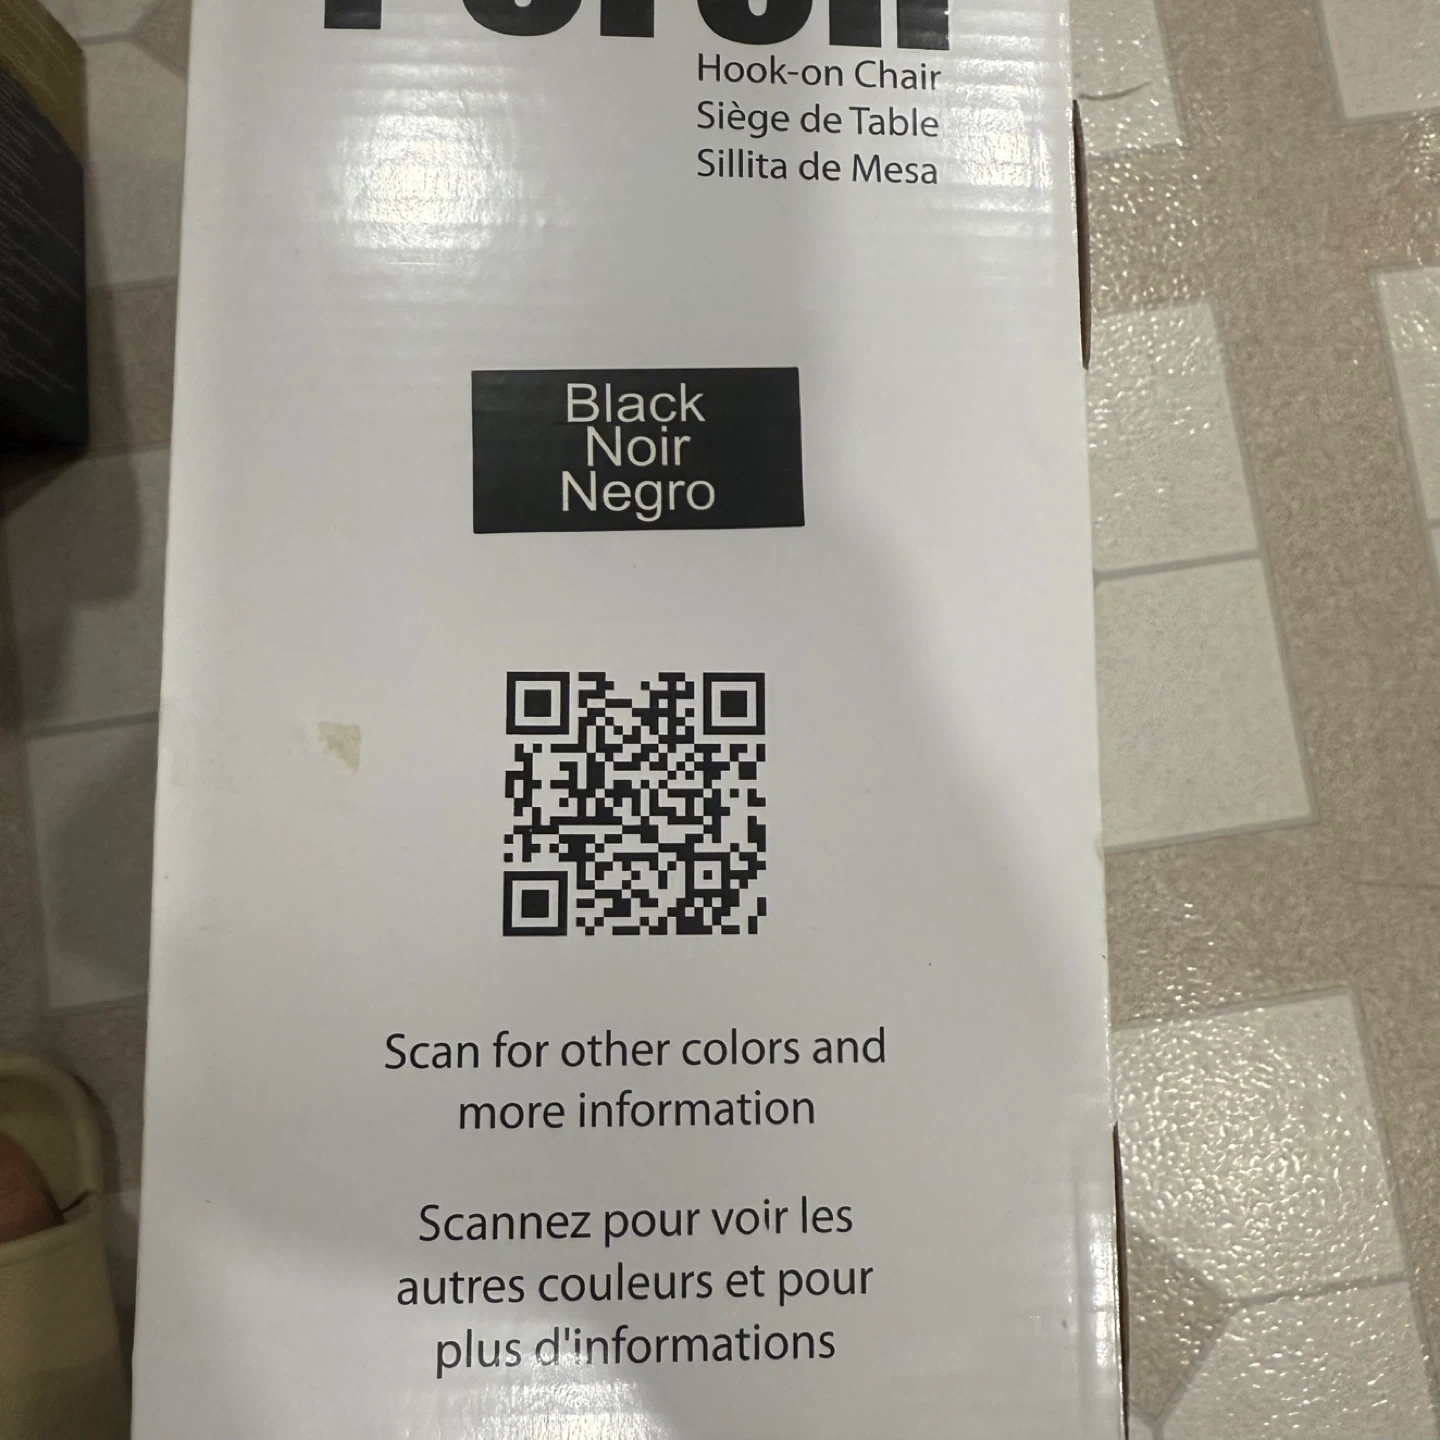 Hook-on Chair
Siège de Table
Sillita de Mesa
Black
Noir
Negro
Scan for other colors and
more information
Scannez pour voir les
autres couleurs et pour
plus d'informations